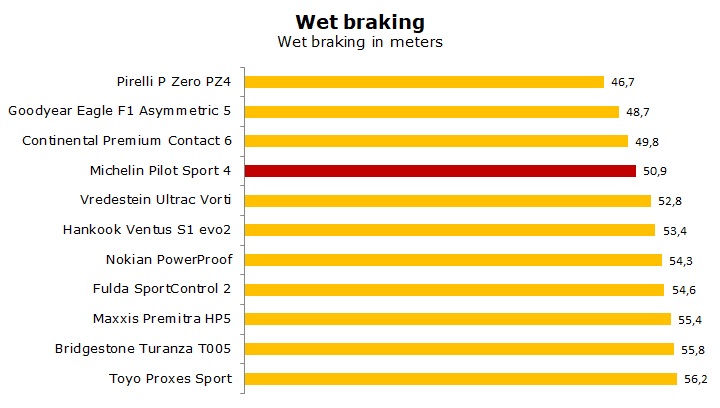 Wet braking
Wet braking in meters
Pirelli P Zero PZ4 46,7
Goodyear Eagle F1 Asymmetric 5 48,7
Continental Premium Contact 6 49,8
Michelin Pilot Sport 4 50,9
Vredestein Ultrac Vorti 52,8
Hankook Ventus S1 evo2 53,4
Nokian PowerProof 54,3
Fulda SportControl 2 54,6
Maxxis Premitra HP5 55,4
Bridgestone Turanza T005 55,8
Toyo Proxes Sport 56,2